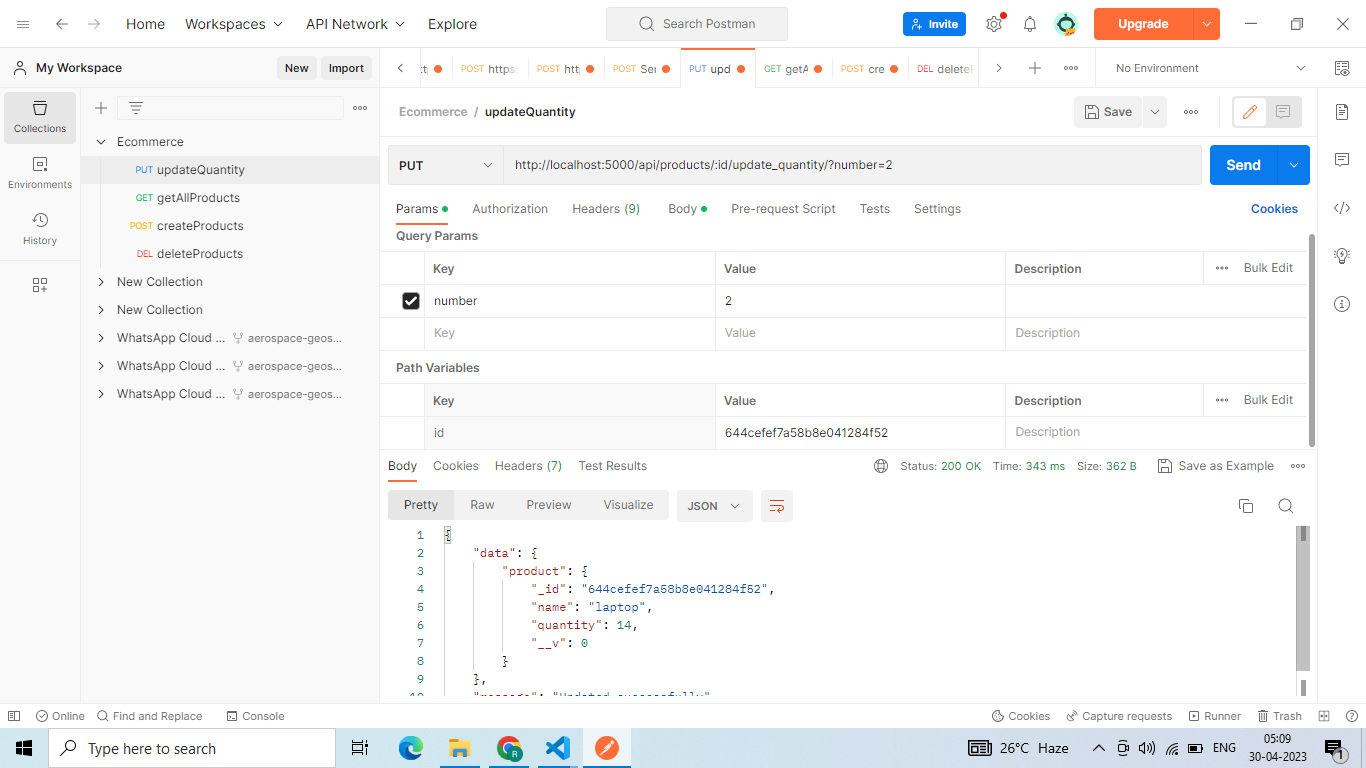 Home Workspaces API Network Explore Search Postman Invite Upgrade
My Workspace New Import POST https POST htt POST Ser PUT upd GET getA POST cre DEL delete No Environment
Collections
Environments
History
Ecommerce
PUT updateQuantity
GET getAllProducts
POST createProducts
DEL deleteProducts
New Collection
New Collection
WhatsApp Cloud ... aerospace-geos...
WhatsApp Cloud ... aerospace-geos...
WhatsApp Cloud ... aerospace-geos...
Ecommerce / updateQuantity Save
PUT http://localhost:5000/api/products/:id/update_quantity/?number=2 Send
Params Authorization Headers (9) Body Pre-request Script Tests Settings Cookies
Query Params
Key Value Description Bulk Edit
number 2
Key Value Description
Path Variables
Key Value Description Bulk Edit
id 644cefef7a58b8e041284f52 Description
Body Cookies Headers (7) Test Results Status: 200 OK Time: 343 ms Size: 362 B Save as Example
Pretty Raw Preview Visualize JSON
1 {
2 "data": {
3 "product": {
4 "_id": "644cefef7a58b8e041284f52",
5 "name": "laptop",
6 "quantity": 14,
7 "__v": 0
8 }
9 },
10 "message": "Updated successfully"
Online Find and Replace Console Cookies Capture requests Runner Trash
Type here to search 26°C Haze ENG 05:09
30-04-2023
1